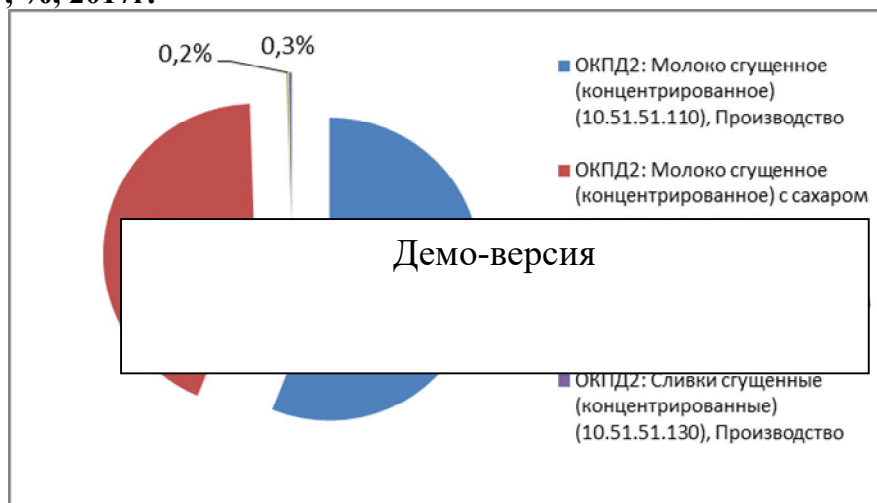 , %, 2017г.
0,2%
0,3%
ОКПД2: Молоко сгущенное
(концентрированное)
(10.51.51.110), Производство
ОКПД2: Молоко сгущенное
(концентрированное) с сахаром
Демо-версия
ОКПД2: Сливки сгущенные
(концентрированные)
(10.51.51.130), Производство